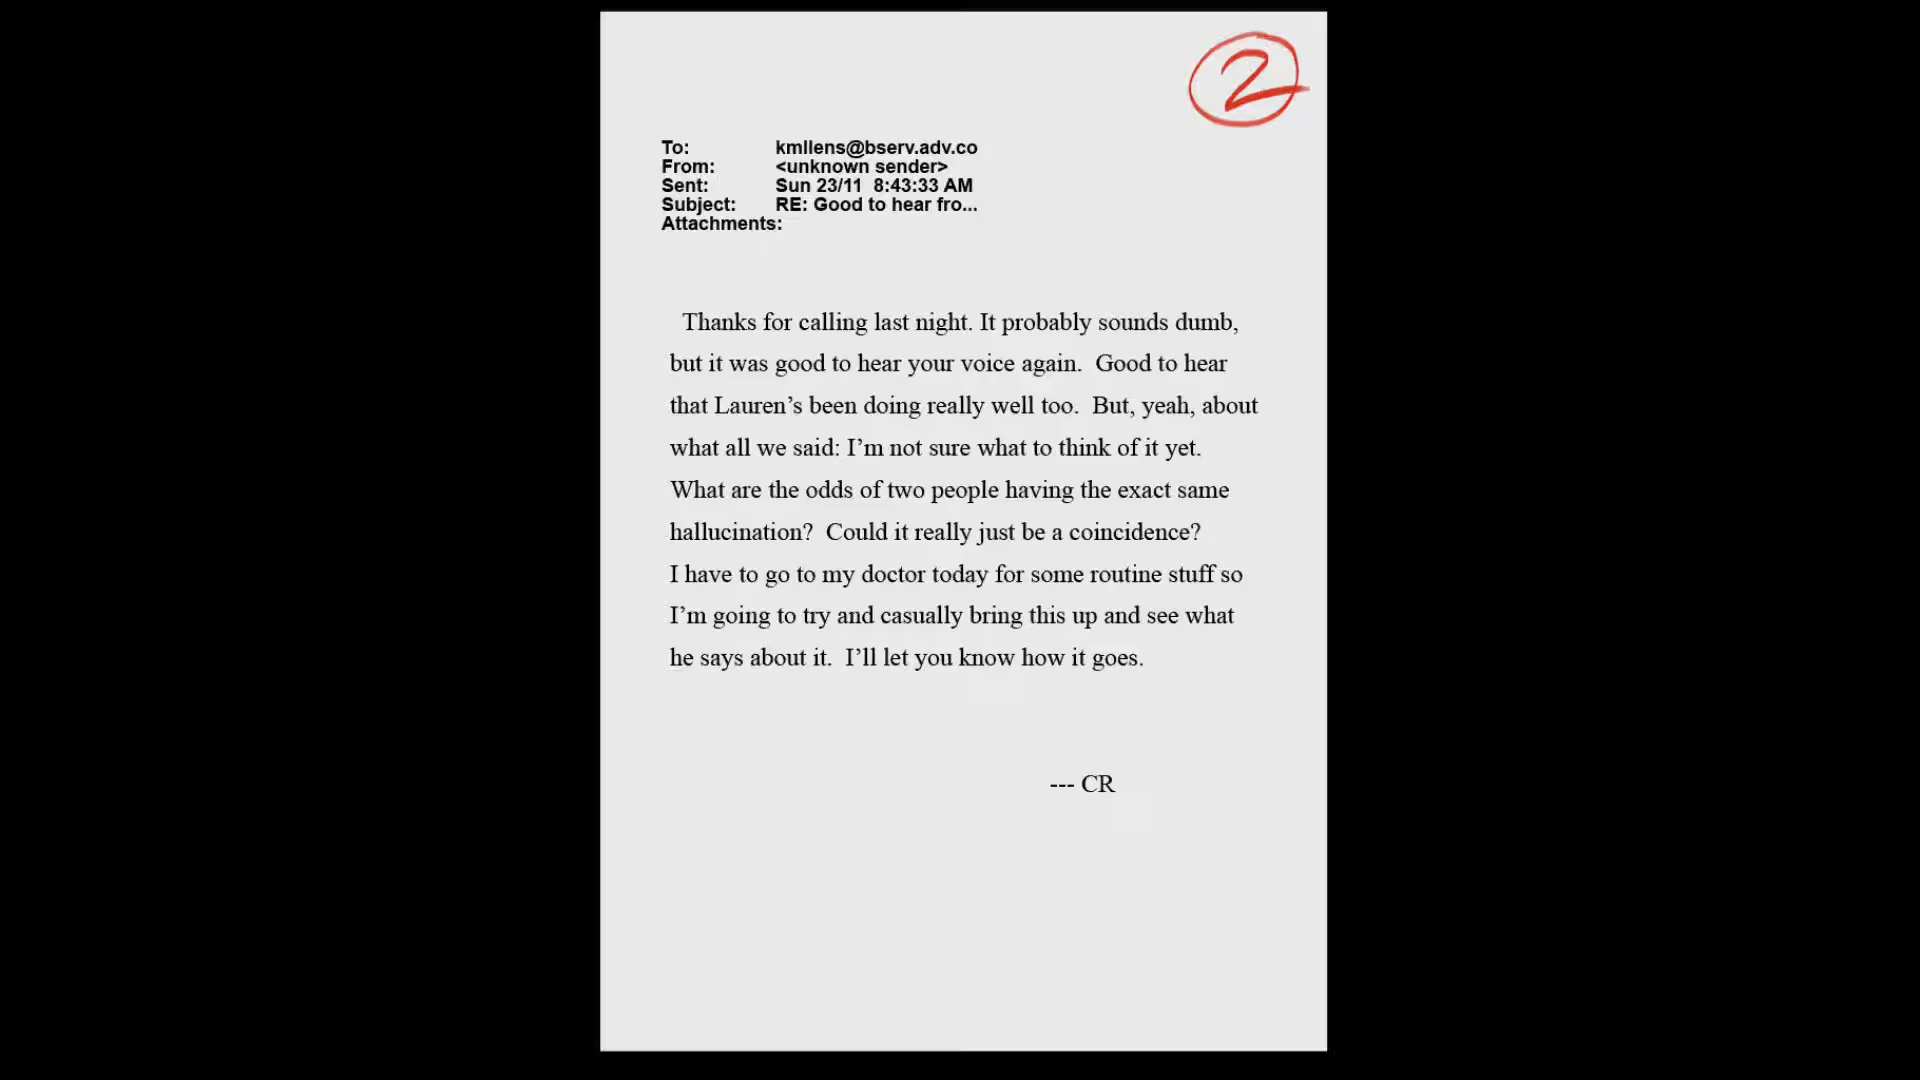 2
To: kmllens@bserv.adv.co
From: <unknown sender>
Sent: Sun 23/11 8:43:33 AM
Subject: RE: Good to hear fro...
Attachments:
Thanks for calling last night. It probably sounds dumb,
but it was good to hear your voice again. Good to hear
that Lauren’s been doing really well too. But, yeah, about
what all we said: I’m not sure what to think of it yet.
What are the odds of two people having the exact same
hallucination? Could it really just be a coincidence?
I have to go to my doctor today for some routine stuff so
I’m going to try and casually bring this up and see what
he says about it. I’ll let you know how it goes.
--- CR